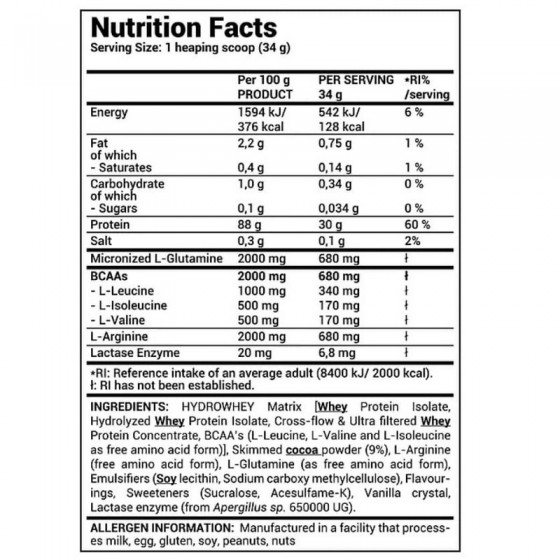 Nutrition Facts
Serving Size: 1 heaping scoop (34 g)
Per 100 g PER SERVING *RI%
PRODUCT 34 g /serving
Energy 1594 kJ/ 542 kJ/ 6 %
376 kcal 128 kcal
Fat 2,2 g 0,75 g 1 %
of which
- Saturates 0,4 g 0,14 g 1 %
Carbohydrate 1,0 g 0,34 g 0 %
of which
- Sugars 0,1 g 0,034 g 0 %
Protein 88 g 30 g 60 %
Salt 0,3 g 0,1 g 2%
Micronized L-Glutamine 2000 mg 680 mg ƚ
BCAAs 2000 mg 680 mg ƚ
- L-Leucine 1000 mg 340 mg ƚ
- L-Isoleucine 500 mg 170 mg ƚ
- L-Valine 500 mg 170 mg ƚ
L-Arginine 2000 mg 680 mg ƚ
Lactase Enzyme 20 mg 6,8 mg ƚ
*RI: Reference intake of an average adult (8400 kJ/ 2000 kcal).
ƚ: RI has not been established.
INGREDIENTS: HYDROWHEY Matrix [Whey Protein Isolate,
Hydrolyzed Whey Protein Isolate, Cross-flow & Ultra filtered Whey
Protein Concentrate, BCAA's (L-Leucine, L-Valine and L-Isoleucine
as free amino acid form)], Skimmed cocoa powder (9%), L-Arginine
(free amino acid form), L-Glutamine (as free amino acid form),
Emulsifiers (Soy lecithin, Sodium carboxy methylcellulose), Flavour-
ings, Sweeteners (Sucralose, Acesulfame-K), Vanilla crystal,
Lactase enzyme (from Apergillus sp. 650000 UG).
ALLERGEN INFORMATION: Manufactured in a facility that process-
es milk, egg, gluten, soy, peanuts, nuts